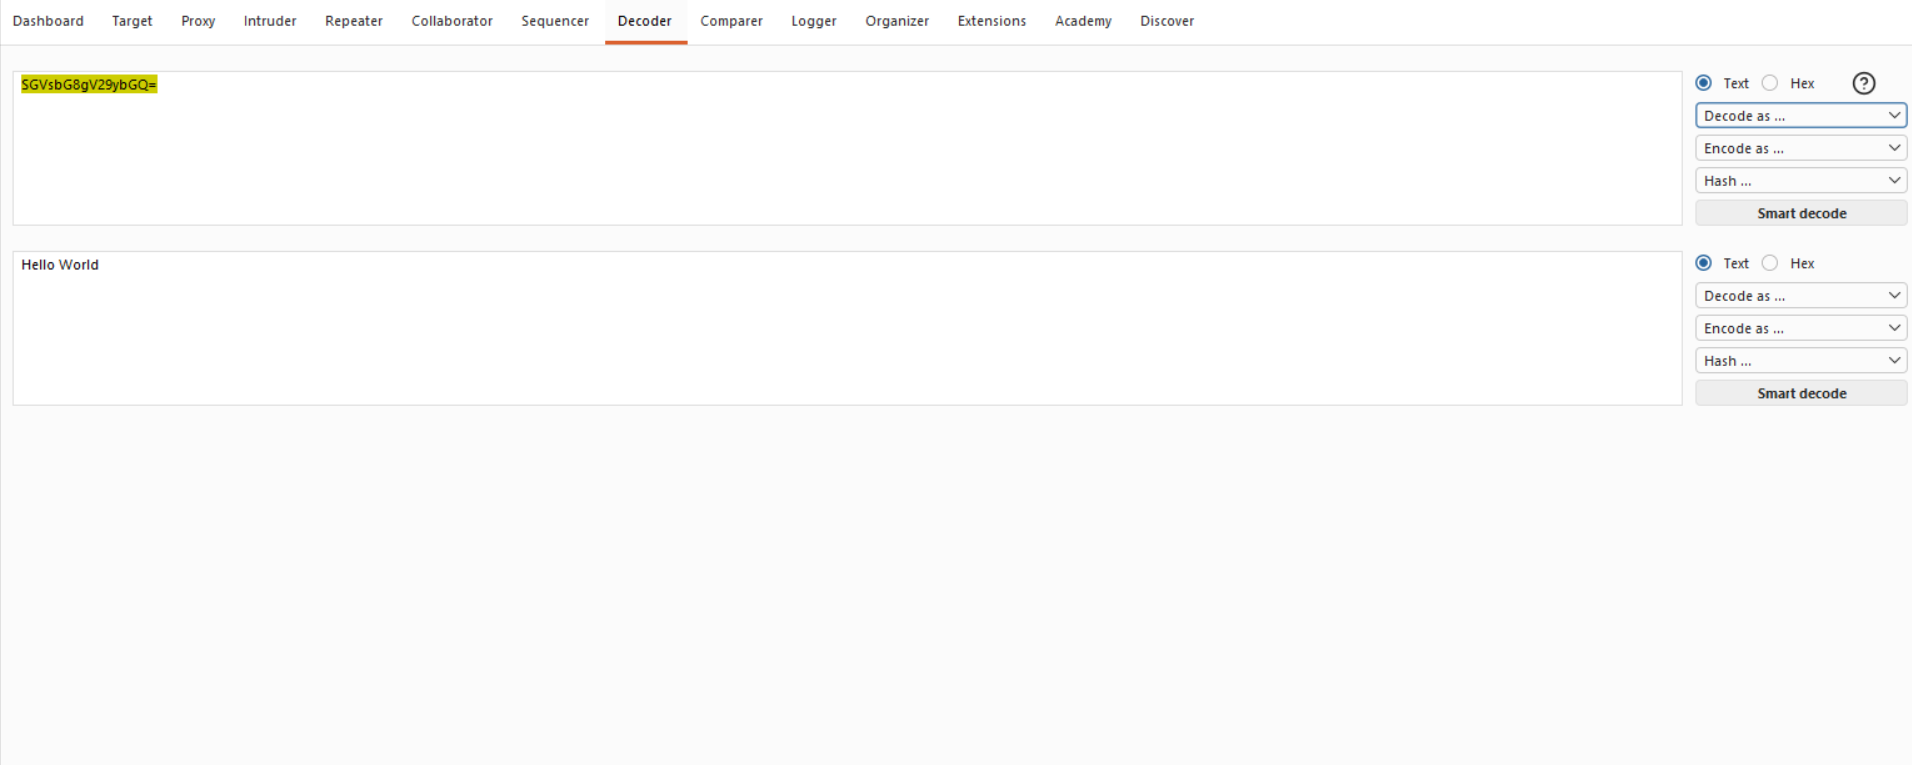 Dashboard Target Proxy Intruder Repeater Collaborator Sequencer Decoder Comparer Logger Organizer Extensions Academy Discover
SGVsbG8gV29ybGQ=
Text Hex ?
Decode as ...
Encode as ...
Hash ...
Smart decode
Hello World
Text Hex
Decode as ...
Encode as ...
Hash ...
Smart decode